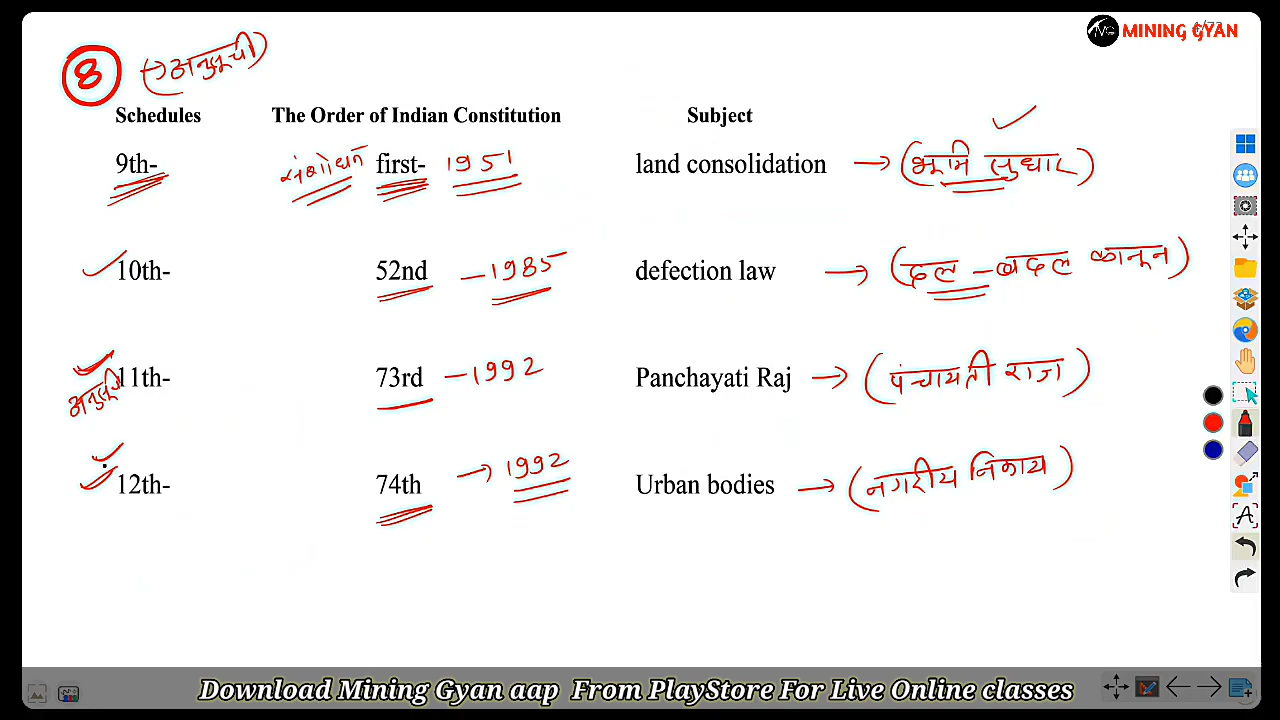 1/73 MINING GYAN
8 (→ अनुसूची)
Schedules The Order of Indian Constitution Subject
9th- संशोधन first- 1951 land consolidation → (भूमि सुधार)
10th- 52nd - 1985 defection law → (दल - बदल कानून)
11th- 73rd - 1992 Panchayati Raj → (पंचायती राज)
अनुसूची
12th- 74th → 1992 Urban bodies → (नगरीय निकाय)
Download Mining Gyan aap From PlayStore For Live Online classes